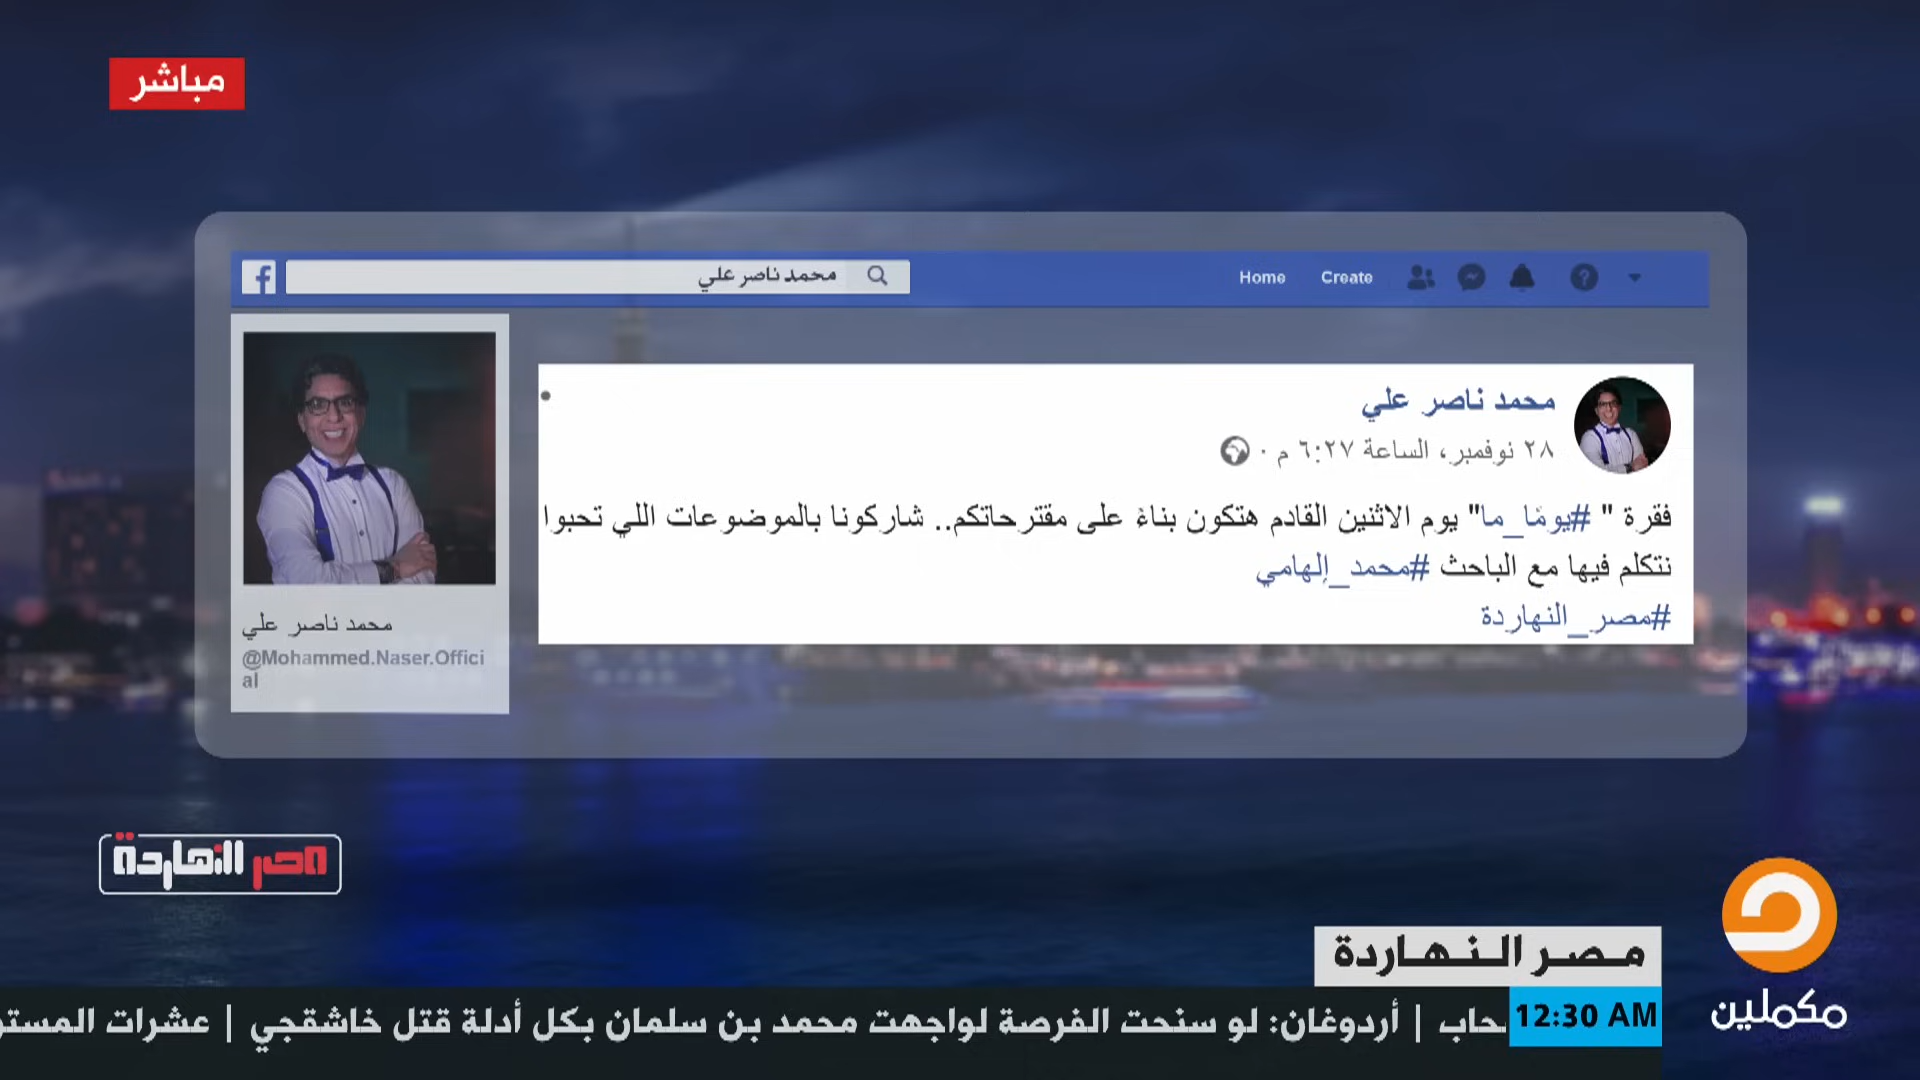 مباشر
محمد ناصر علي
Home Create
محمد ناصر علي
٢٨ نوفمبر، الساعة ٦:٢٧ م ·
فقرة " #يومًا_ما" يوم الاثنين القادم هتكون بناءً على مقترحاتكم.. شاركونا بالموضوعات اللي تحبوا
نتكلم فيها مع الباحث #محمد_إلهامي
#مصر_النهاردة
محمد ناصر علي
@Mohammed.Naser.Offici
al
مصر النهاردة
مصر النهاردة
مكملين
12:30 AM
| أردوغان: لو سنحت الفرصة لواجهت محمد بن سلمان بكل أدلة قتل خاشقجي | عشرات